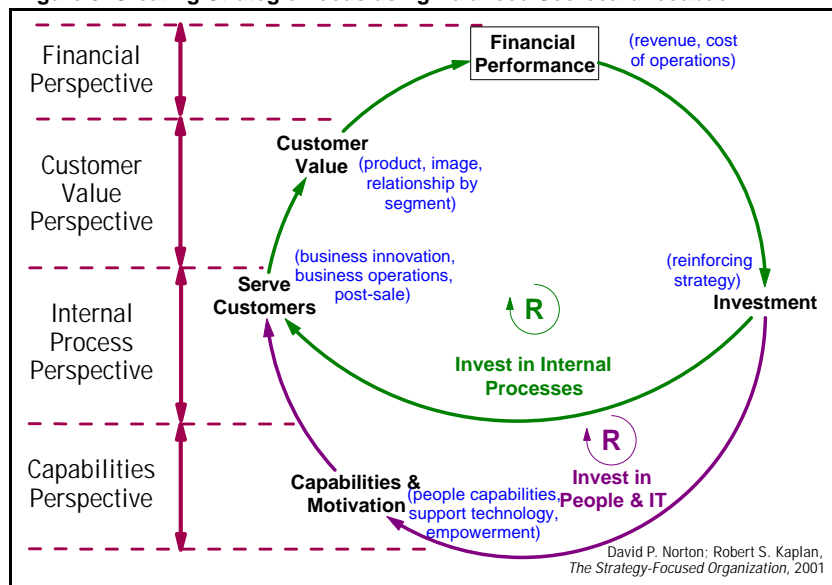 Financial
Perspective
Customer
Value
Perspective
Internal
Process
Perspective
Capabilities
Perspective
Financial
Performance
(revenue, cost
of operations)
Customer
Value
(product, image,
relationship by
segment)
(business innovation,
business operations,
post-sale)
Serve
Customers
(reinforcing
strategy)
Investment
R
Invest in Internal
Processes
R
Invest in
People & IT
Capabilities &
Motivation
(people capabilities,
support technology,
empowerment)
David P. Norton; Robert S. Kaplan,
The Strategy-Focused Organization, 2001